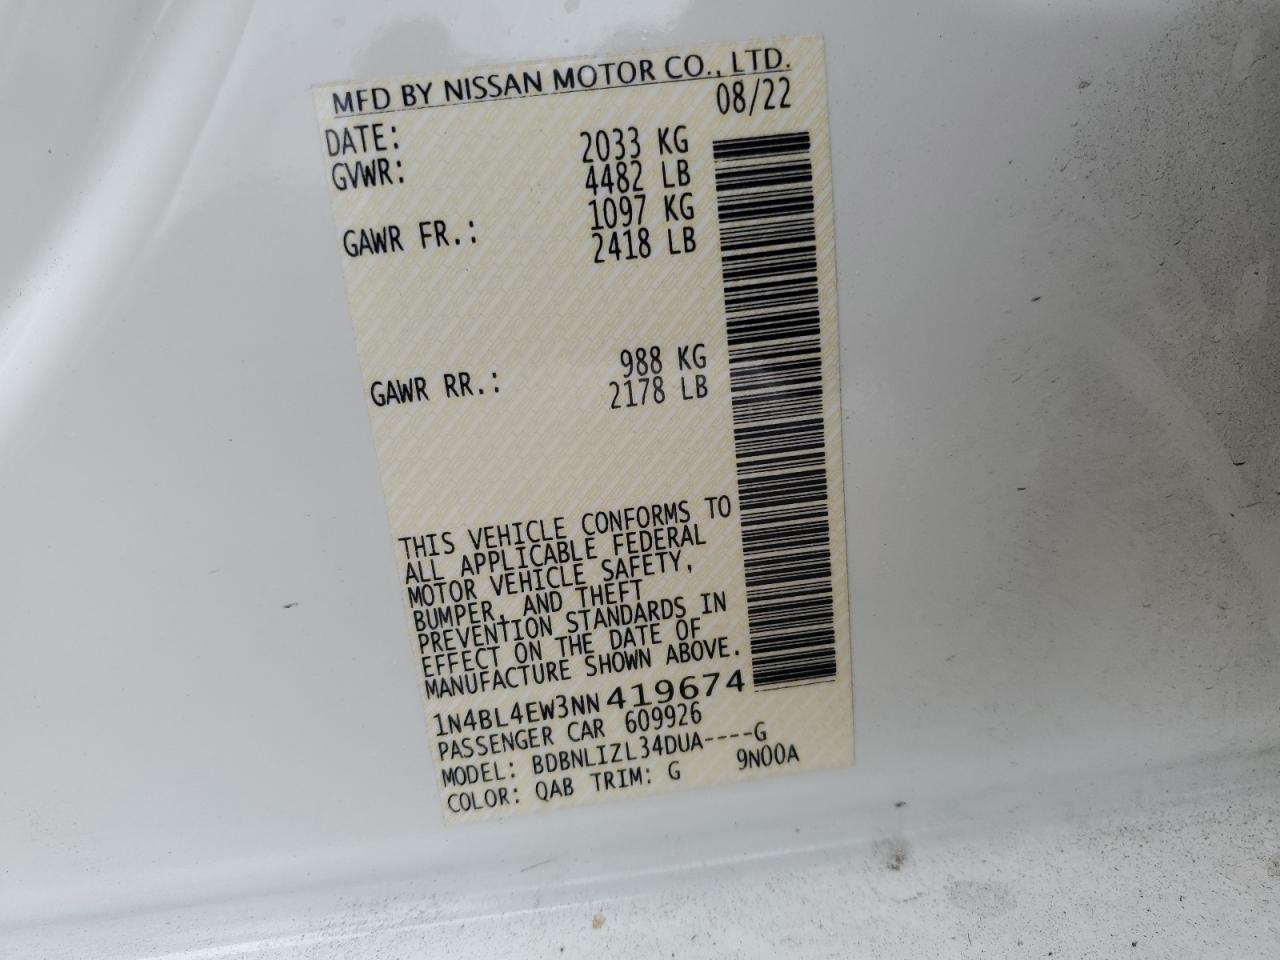 MFD BY NISSAN MOTOR CO., LTD.
DATE: 08/22
GVWR: 2033 KG
4482 LB
GAWR FR.: 1097 KG
2418 LB
GAWR RR.: 988 KG
2178 LB
THIS VEHICLE CONFORMS TO
ALL APPLICABLE FEDERAL
MOTOR VEHICLE SAFETY,
BUMPER, AND THEFT
PREVENTION STANDARDS IN
EFFECT ON THE DATE OF
MANUFACTURE SHOWN ABOVE.
1N4BL4EW3NN419674
PASSENGER CAR 609926
MODEL: BDBNLIZL34DUA----G
COLOR: QAB TRIM: G 9N00A